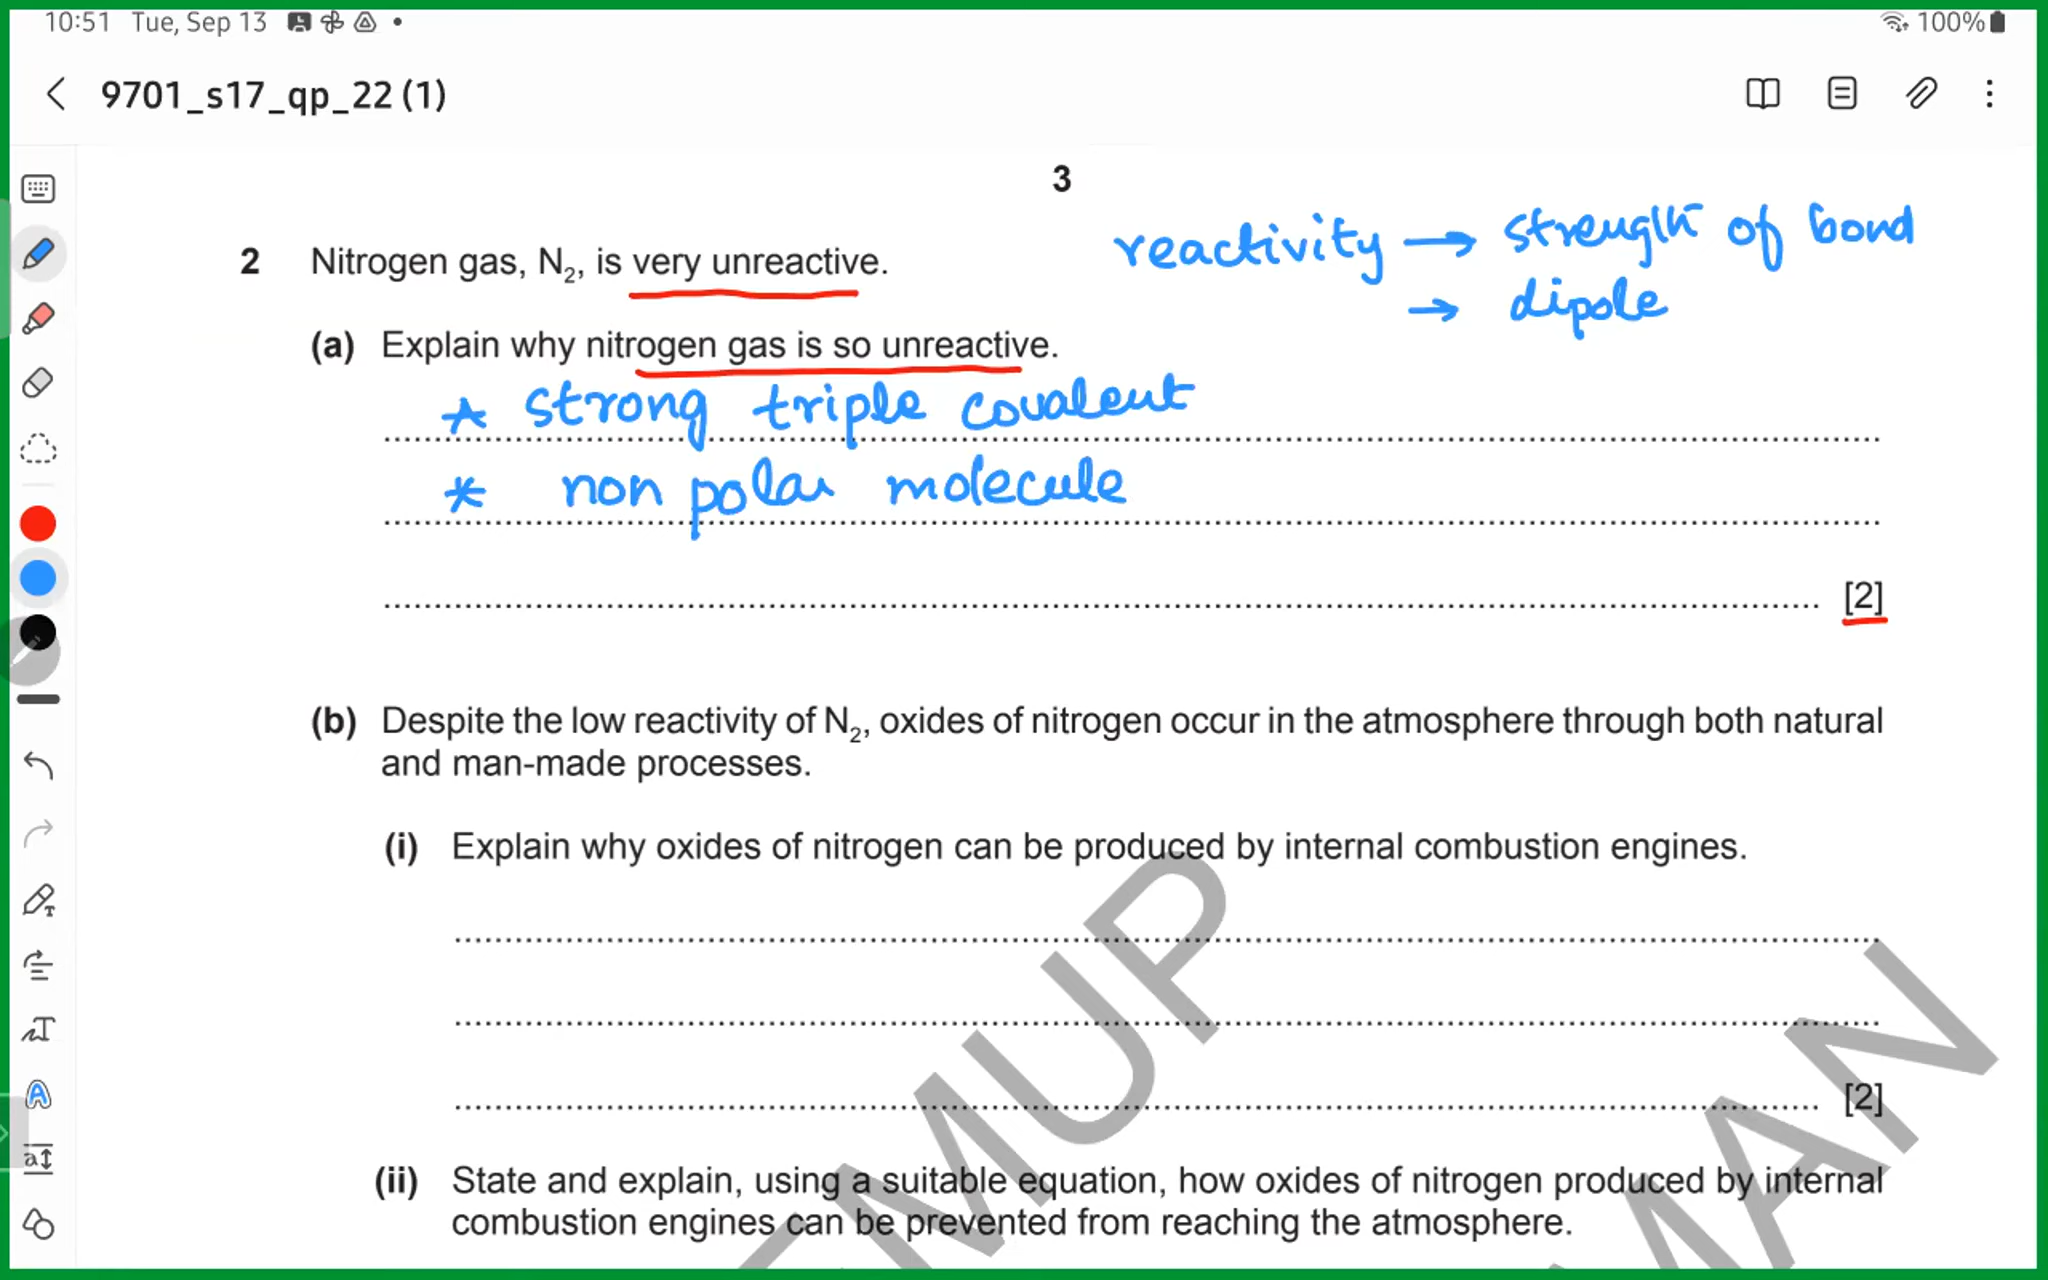 10:51 Tue, Sep 13
100%
9701_s17_qp_22 (1)
3
reactivity → strength of bond
→ dipole
2 Nitrogen gas, N₂, is very unreactive.
(a) Explain why nitrogen gas is so unreactive.
* strong triple covalent
* non polar molecule
[2]
(b) Despite the low reactivity of N₂, oxides of nitrogen occur in the atmosphere through both natural
and man-made processes.
(i) Explain why oxides of nitrogen can be produced by internal combustion engines.
[2]
(ii) State and explain, using a suitable equation, how oxides of nitrogen produced by internal
combustion engines can be prevented from reaching the atmosphere.